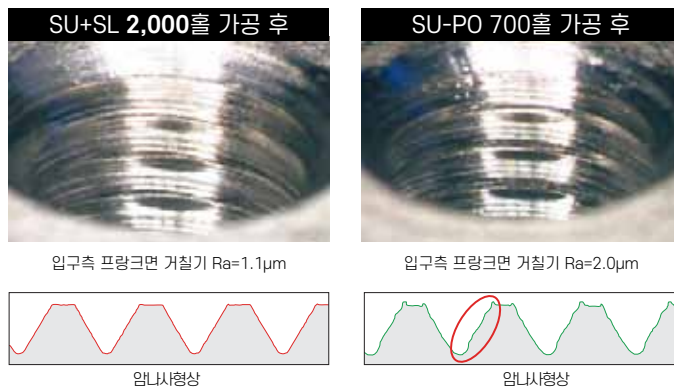 SU+SL 2,000홀 가공 후
SU-PO 700홀 가공 후
입구측 프랑크면 거칠기 Ra=1.1μm
입구측 프랑크면 거칠기 Ra=2.0μm
암나사형상
암나사형상